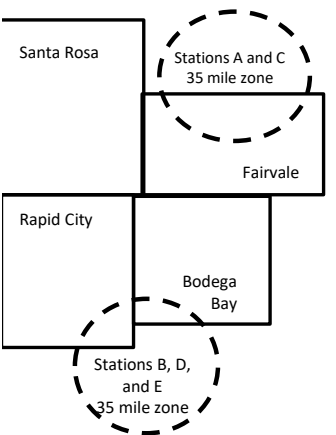 Santa Rosa
Stations A and C
35 mile zone
Fairvale
Rapid City
Bodega
Bay
Stations B, D,
and E
35 mile zone